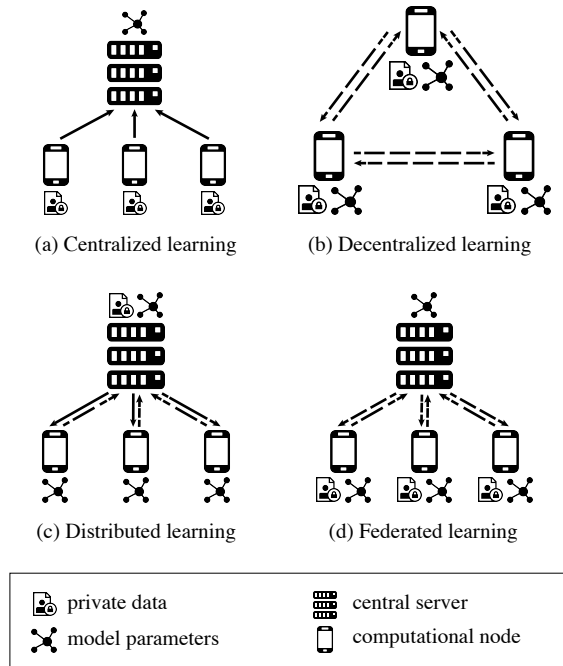 (a) Centralized learning
(b) Decentralized learning
(c) Distributed learning
(d) Federated learning
private data
central server
model parameters
computational node